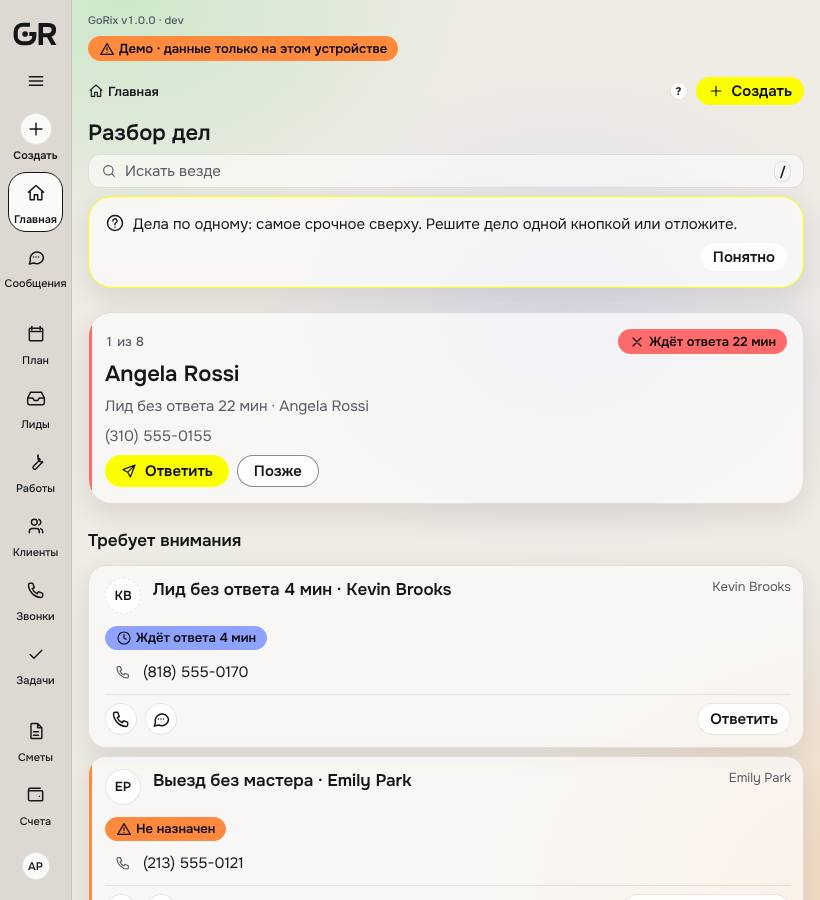 GR
GoRix v1.0.0 · dev
Демо · данные только на этом устройстве
Главная
?
Создать
Создать
Главная
Сообщения
План
Лиды
Работы
Клиенты
Звонки
Задачи
Сметы
Счета
AP
Разбор дел
Искать везде
/
Дела по одному: самое срочное сверху. Решите дело одной кнопкой или отложите.
Понятно
1 из 8
Ждёт ответа 22 мин
Angela Rossi
Лид без ответа 22 мин · Angela Rossi
(310) 555-0155
Ответить
Позже
Требует внимания
KB
Лид без ответа 4 мин · Kevin Brooks
Kevin Brooks
Ждёт ответа 4 мин
(818) 555-0170
Ответить
EP
Выезд без мастера · Emily Park
Emily Park
Не назначен
(213) 555-0121